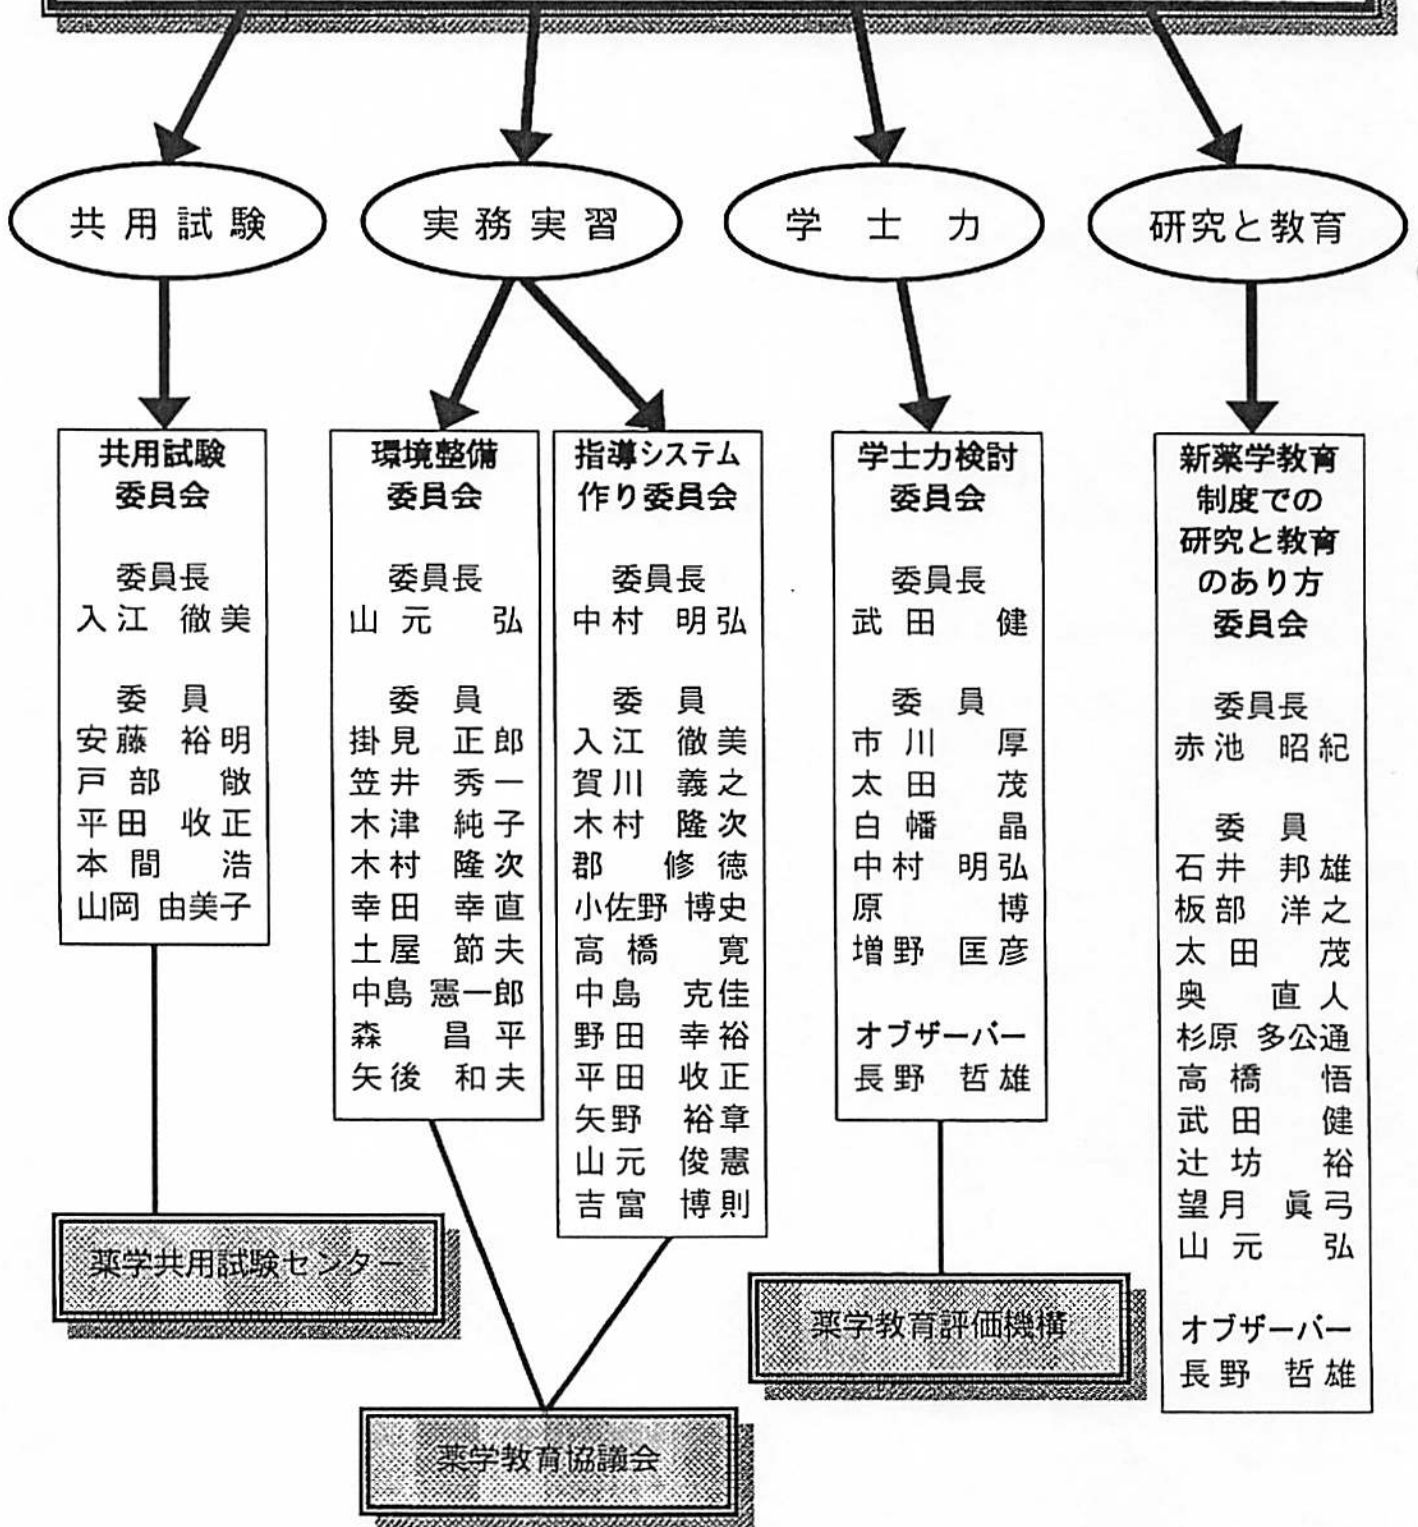 共用試験
実務実習
学士力
研究と教育
共用試験
委員会
委員長
入江 徹美
委員
安藤 裕明
戸部 敞
平田 收正
本間 浩
山岡 由美子
薬学共用試験センター
環境整備
委員会
委員長
山元 弘
委員
掛見 正郎
笠井 秀一
木津 純子
木村 隆次
幸田 幸直
土屋 節夫
中島 憲一郎
森 昌平
矢後 和夫
指導システム
作り委員会
委員長
中村 明弘
委員
入江 徹美
賀川 義之
木村 隆次
郡 修徳
小佐野 博史
高橋 寛
中島 克佳
野田 幸裕
平田 收正
矢野 裕章
山元 俊憲
吉富 博則
薬学教育協議会
学士力検討
委員会
委員長
武田 健
委員
市川 厚
太田 茂
白幡 晶
中村 明弘
原 博
増野 匡彦
オブザーバー
長野 哲雄
薬学教育評価機構
新薬学教育
制度での
研究と教育
のあり方
委員会
委員長
赤池 昭紀
委員
石井 邦雄
板部 洋之
太田 茂
奥 直人
杉原 多公通
高橋 悟
武田 健
辻坊 裕
望月 眞弓
山元 弘
オブザーバー
長野 哲雄